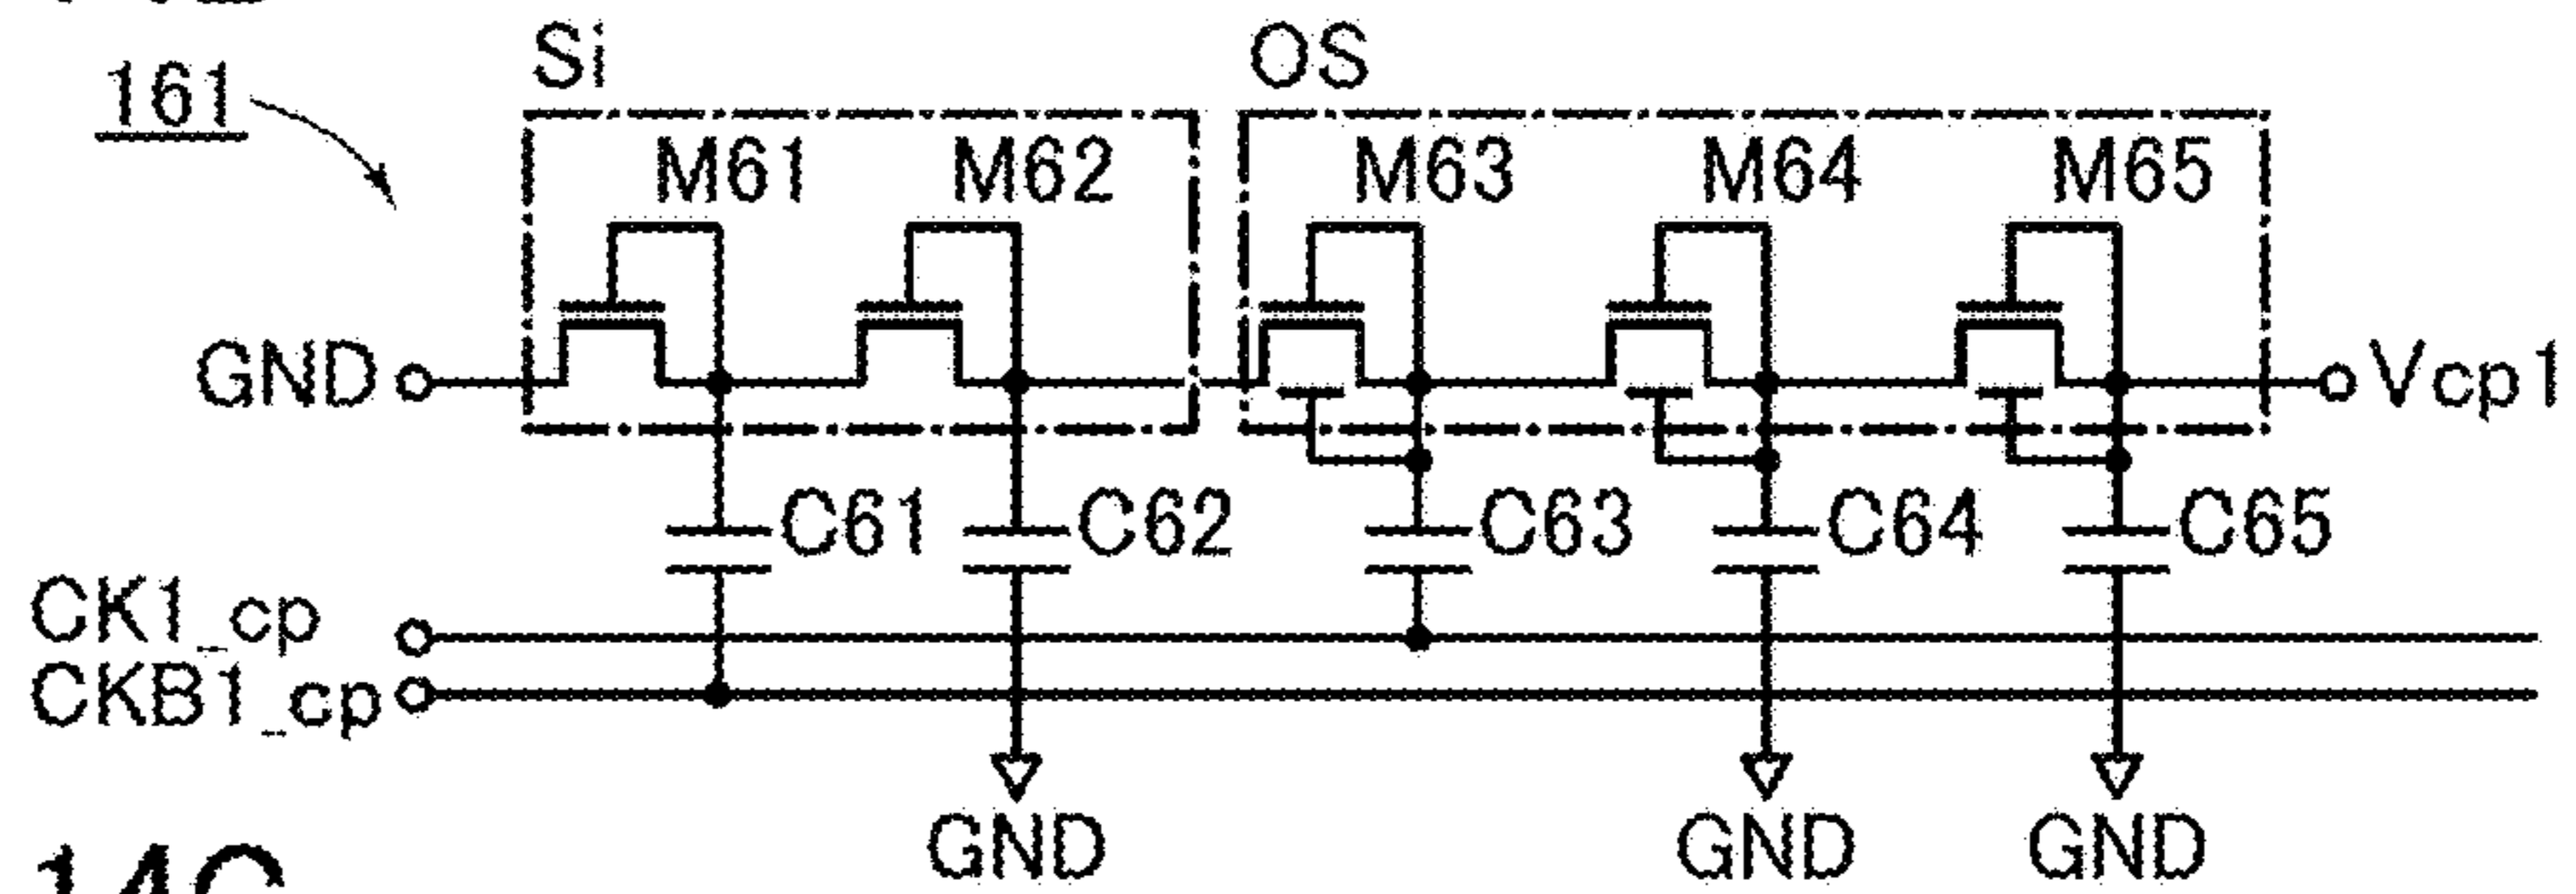 161
Si
OS
M61
M62
M63
M64
M65
GND
Vcp1
C61
C62
C63
C64
C65
CK1_cp
CKB1_cp
GND
GND
GND
14C